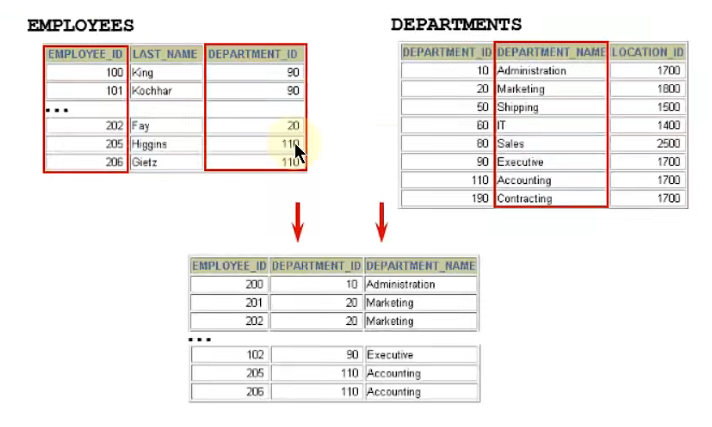 EMPLOYEES
EMPLOYEE_ID LAST_NAME DEPARTMENT_ID
100 King 90
101 Kochhar 90
...
202 Fay 20
205 Higgins 110
206 Gietz 110
DEPARTMENTS
DEPARTMENT_ID DEPARTMENT_NAME LOCATION_ID
10 Administration 1700
20 Marketing 1800
50 Shipping 1500
60 IT 1400
80 Sales 2500
90 Executive 1700
110 Accounting 1700
190 Contracting 1700
EMPLOYEE_ID DEPARTMENT_ID DEPARTMENT_NAME
200 10 Administration
201 20 Marketing
202 20 Marketing
...
102 90 Executive
205 110 Accounting
206 110 Accounting